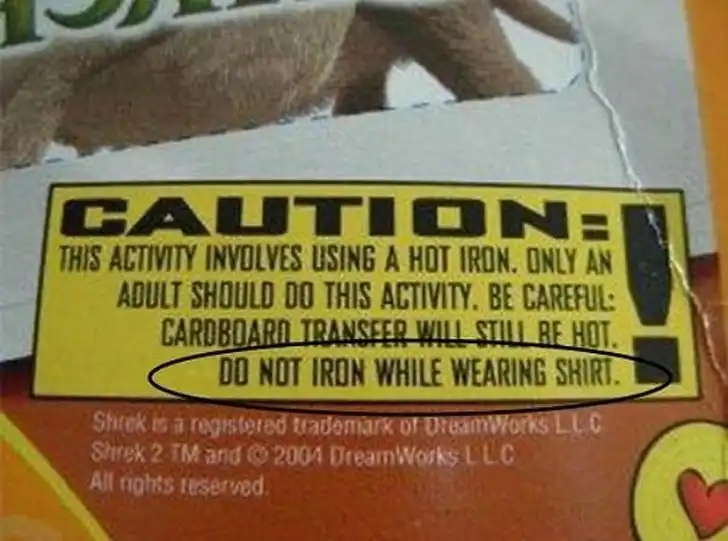 CAUTION:
THIS ACTIVITY INVOLVES USING A HOT IRON. ONLY AN
ADULT SHOULD DO THIS ACTIVITY. BE CAREFUL:
CARDBOARD TRANSFER WILL STILL BE HOT.
DO NOT IRON WHILE WEARING SHIRT.
!
Shrek is a registered trademark of DreamWorks L.L.C
Shrek 2 TM and © 2004 DreamWorks L.L.C
All rights reserved.